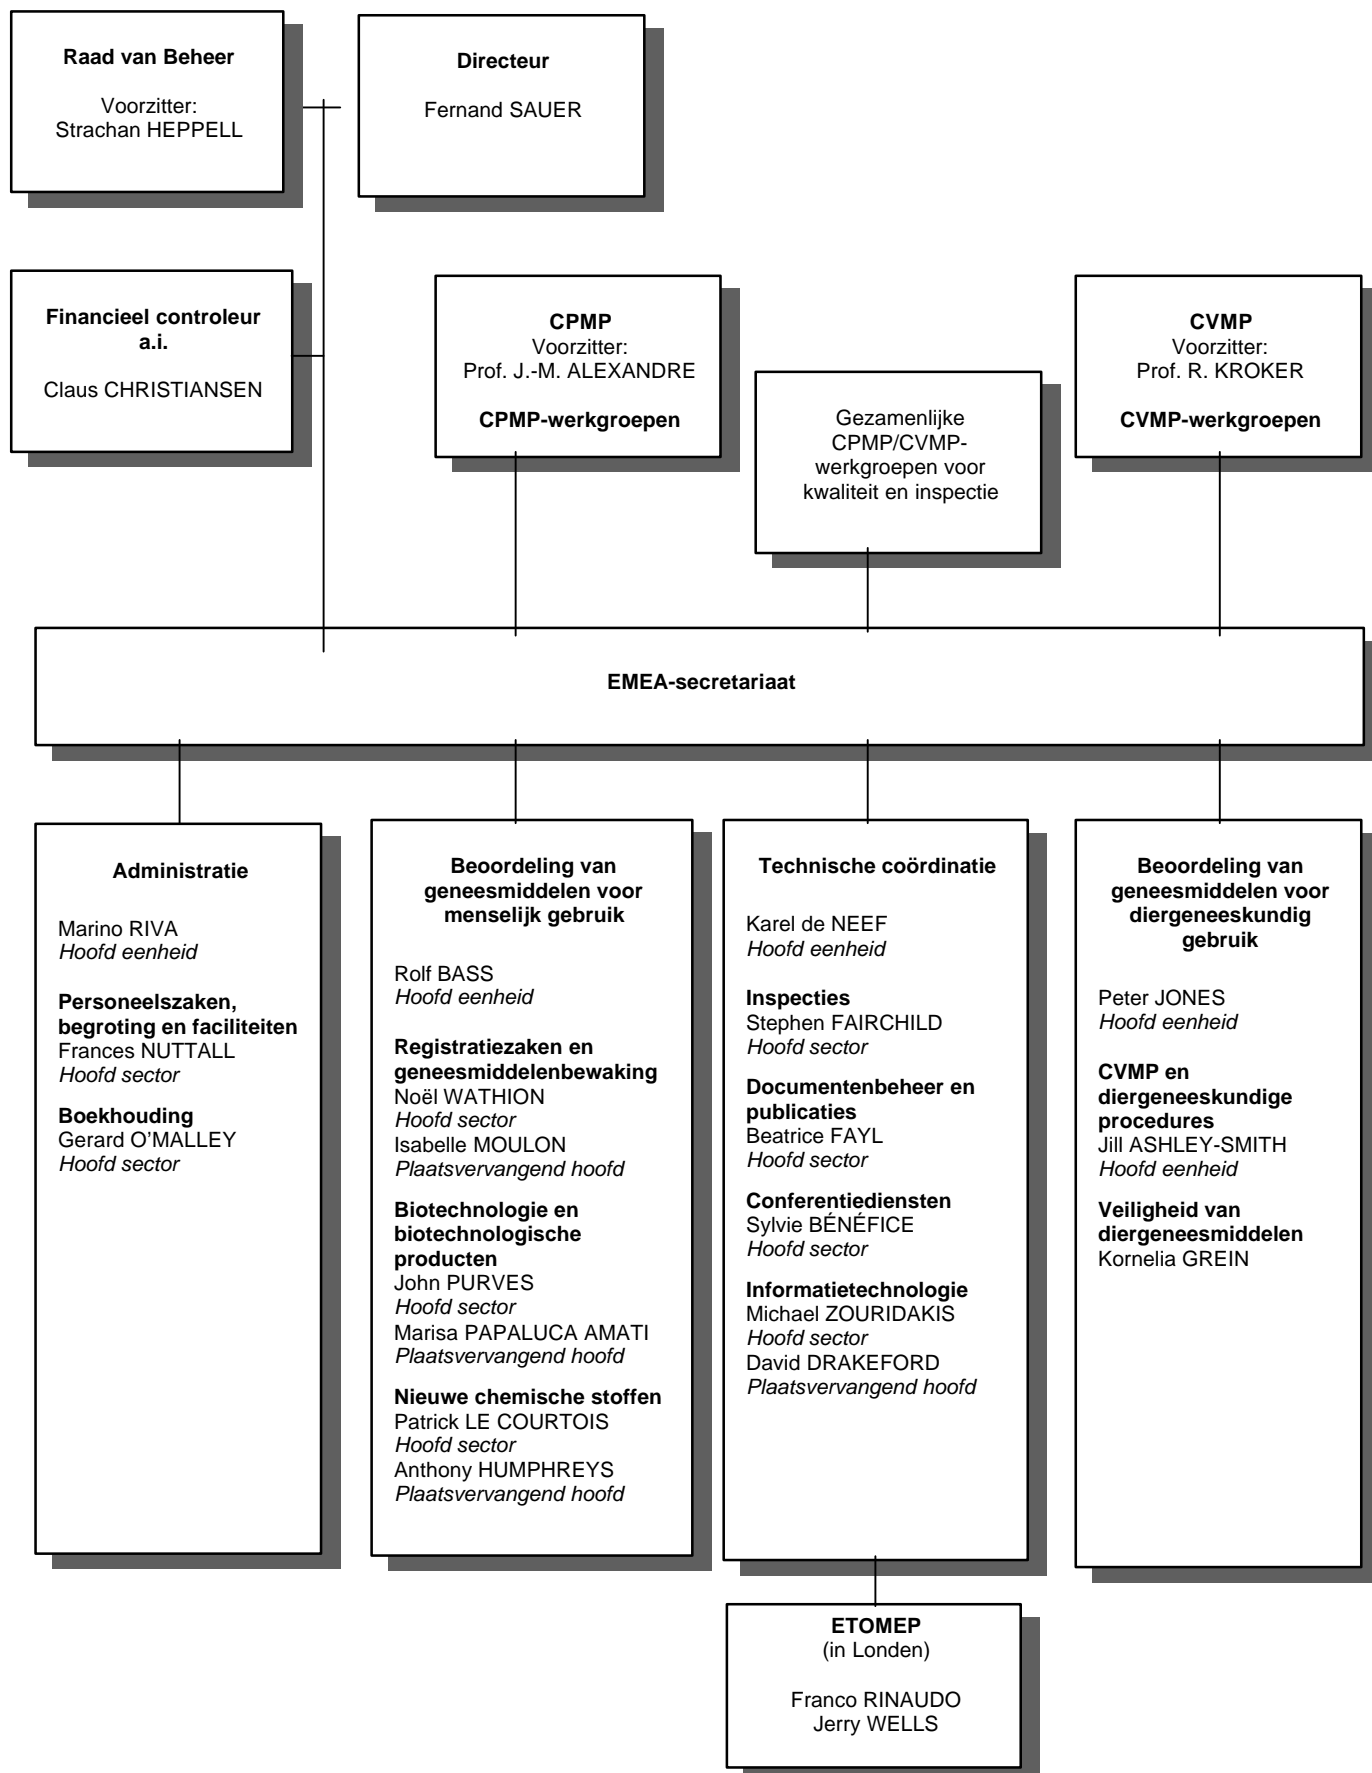 Raad van Beheer
Voorzitter:
Strachan HEPPELL
Directeur
Fernand SAUER
Financieel controleur
a.i.
Claus CHRISTIANSEN
CPMP
Voorzitter:
Prof. J.-M. ALEXANDRE
CPMP-werkgroepen
Gezamenlijke
CPMP/CVMP-
werkgroepen voor
kwaliteit en inspectie
CVMP
Voorzitter:
Prof. R. KROKER
CVMP-werkgroepen
EMEA-secretariaat
Administratie
Marino RIVA
Hoofd eenheid
Personeelszaken,
begroting en faciliteiten
Frances NUTTALL
Hoofd sector
Boekhouding
Gerard O’MALLEY
Hoofd sector
Beoordeling van
geneesmiddelen voor
menselijk gebruik
Rolf BASS
Hoofd eenheid
Registratiezaken en
geneesmiddelenbewaking
Noël WATHION
Hoofd sector
Isabelle MOULON
Plaatsvervangend hoofd
Biotechnologie en
biotechnologische
producten
John PURVES
Hoofd sector
Marisa PAPALUCA AMATI
Plaatsvervangend hoofd
Nieuwe chemische stoffen
Patrick LE COURTOIS
Hoofd sector
Anthony HUMPHREYS
Plaatsvervangend hoofd
Technische coördinatie
Karel de NEEF
Hoofd eenheid
Inspecties
Stephen FAIRCHILD
Hoofd sector
Documentenbeheer en
publicaties
Beatrice FAYL
Hoofd sector
Conferentiediensten
Sylvie BÉNÉFICE
Hoofd sector
Informatietechnologie
Michael ZOURIDAKIS
Hoofd sector
David DRAKEFORD
Plaatsvervangend hoofd
Beoordeling van
geneesmiddelen voor
diergeneeskundig
gebruik
Peter JONES
Hoofd eenheid
CVMP en
diergeneeskundige
procedures
Jill ASHLEY-SMITH
Hoofd eenheid
Veiligheid van
diergeneesmiddelen
Kornelia GREIN
ETOMEP
(in Londen)
Franco RINAUDO
Jerry WELLS